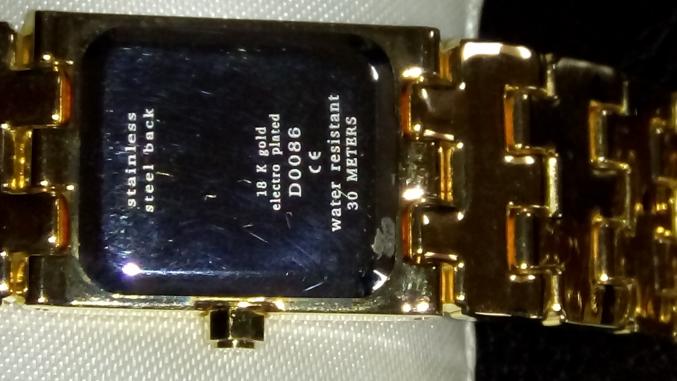 stainless
steel back
18 K gold
electro plated
D0086
CE
water resistant
30 METERS